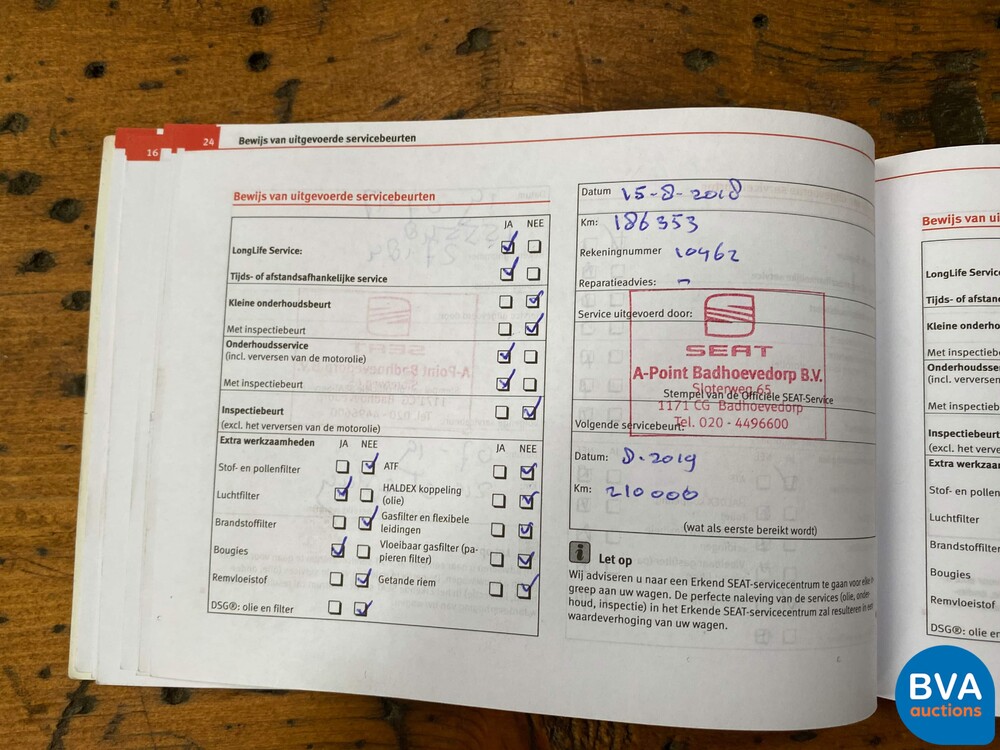 16
24
Bewijs van uitgevoerde servicebeurten
Bewijs van uitgevoerde servicebeurten
JA NEE
LongLife Service:
Tijds- of afstandsafhankelijke service
Kleine onderhoudsbeurt
Met inspectiebeurt
Onderhoudsservice
(incl. verversen van de motorolie)
Met inspectiebeurt
Inspectiebeurt
(excl. het verversen van de motorolie)
Extra werkzaamheden JA NEE JA NEE
Stof- en pollenfilter ATF
Luchtfilter HALDEX koppeling
(olie)
Brandstoffilter Gasfilter en flexibele
leidingen
Bougies Vloeibaar gasfilter (pa-
pieren filter)
Remvloeistof Getande riem
DSG®: olie en filter
Datum 15-8-2018
Km: 186353
Rekeningnummer 10462
Reparatieadvies: -
Service uitgevoerd door:
SEAT
A-Point Badhoevedorp B.V.
Sloterweg 65
Stempel van de Officiële SEAT-Service
1171 CG Badhoevedorp
Tel. 020 - 4496600
Volgende servicebeurt:
Datum: 8-2019
Km: 210000
(wat als eerste bereikt wordt)
i Let op
Wij adviseren u naar een Erkend SEAT-servicecentrum te gaan voor elke
greep aan uw wagen. De perfecte naleving van de services (olie, onder-
houd, inspectie) in het Erkende SEAT-servicecentrum zal resulteren in een
waardeverhoging van uw wagen.
Bewijs van ui
LongLife Servic
Tijds- of afstan
Kleine onderho
Met inspectiebe
Onderhoudsser
(incl. verversen
Met inspectiebe
Inspectiebeurt
(excl. het verve
Extra werkzaam
Stof- en pollen
Luchtfilter
Brandstoffilter
Bougies
Remvloeistof
DSG®: olie en
BVA
auctions